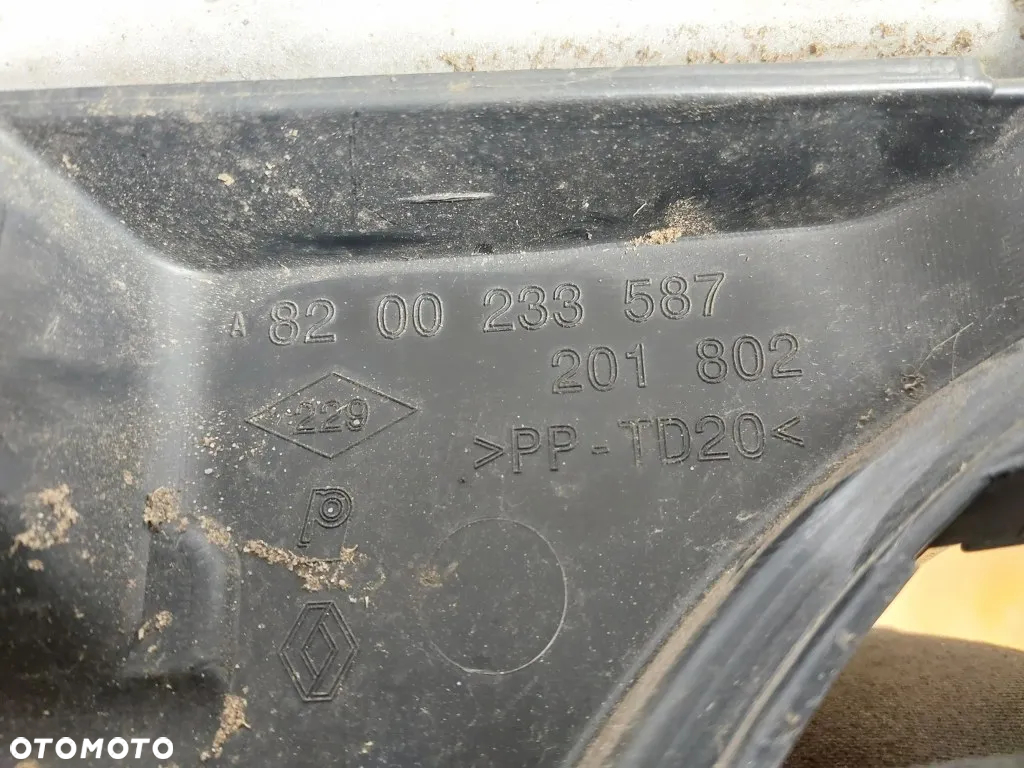 A 82 00 233 587
201 802
229
>PP-TD20<
P
OTOMOTO